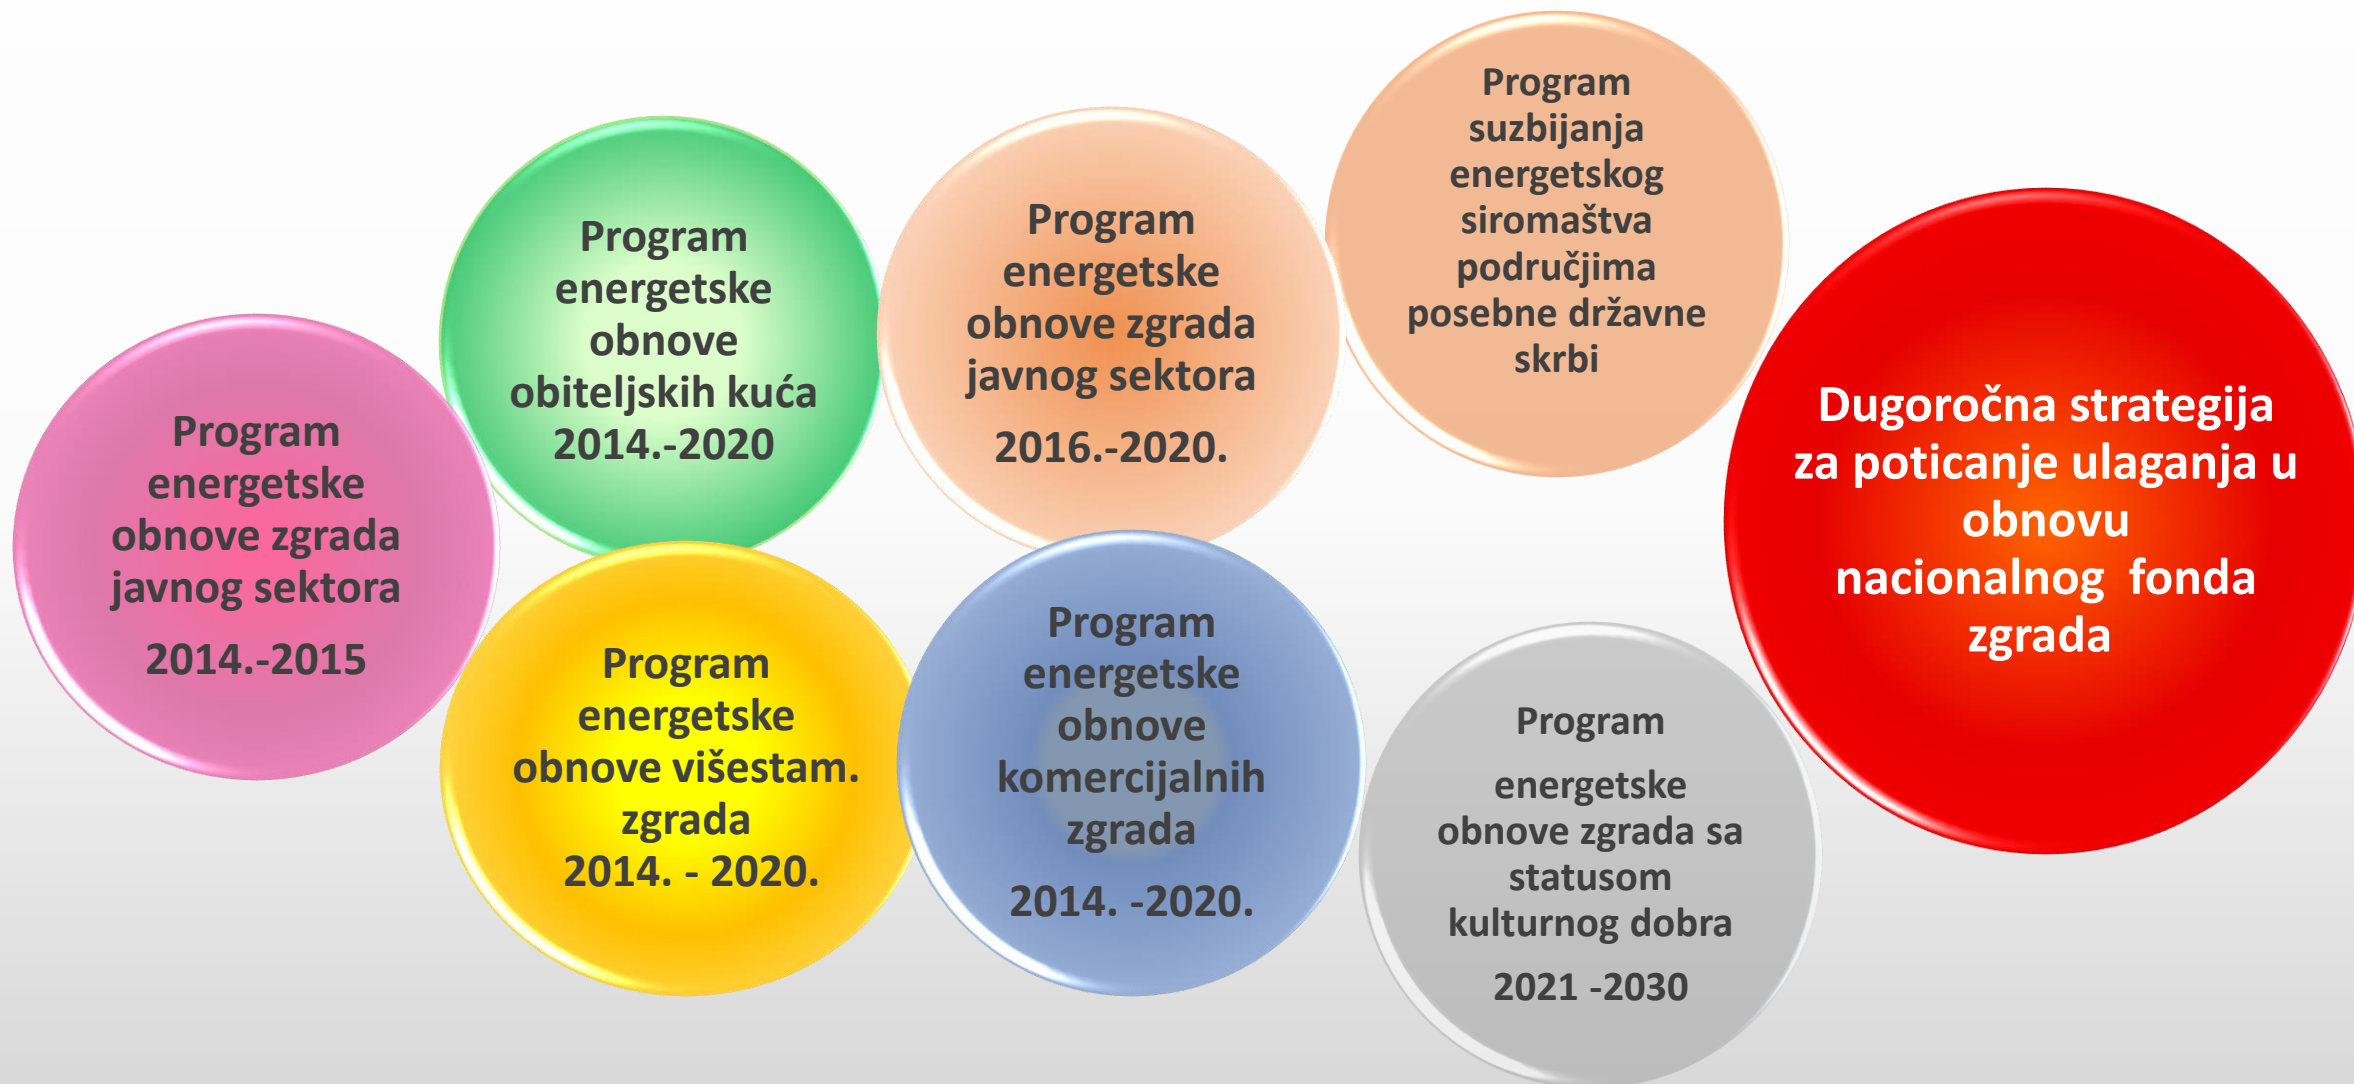 Program
energetske
obnove zgrada
javnog sektora
2014.-2015
Program
energetske
obnove
obiteljskih kuća
2014.-2020
Program
energetske
obnove višestam.
zgrada
2014. - 2020.
Program
energetske
obnove zgrada
javnog sektora
2016.-2020.
Program
energetske
obnove
komercijalnih
zgrada
2014. -2020.
Program
suzbijanja
energetskog
siromaštva
područjima
posebne državne
skrbi
Program
energetske
obnove zgrada sa
statusom
kulturnog dobra
2021 -2030
Dugoročna strategija
za poticanje ulaganja u
obnovu
nacionalnog  fonda
zgrada